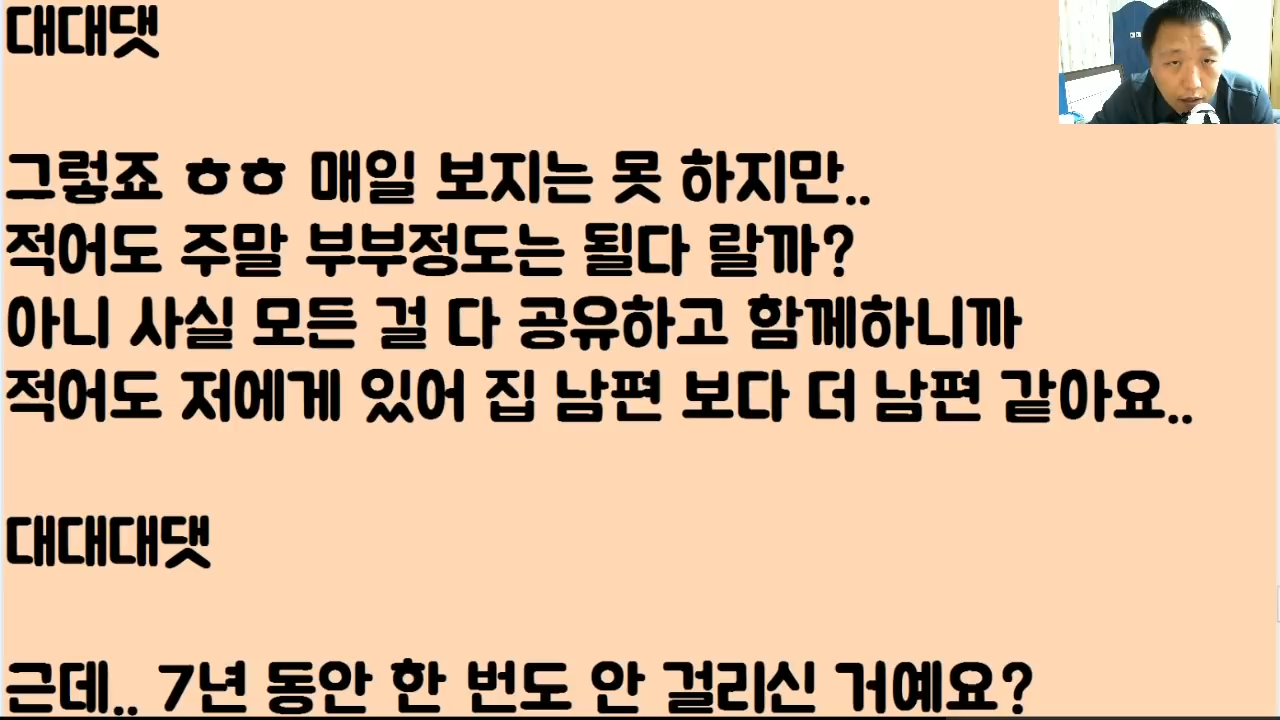 대대댓
그렇죠 ㅎㅎ 매일 보지는 못 하지만..
적어도 주말 부부정도는 될다 랄까?
아니 사실 모든 걸 다 공유하고 함께하니까
적어도 저에게 있어 집 남편 보다 더 남편 같아요..
대대대댓
근데.. 7년 동안 한 번도 안 걸리신 거예요?